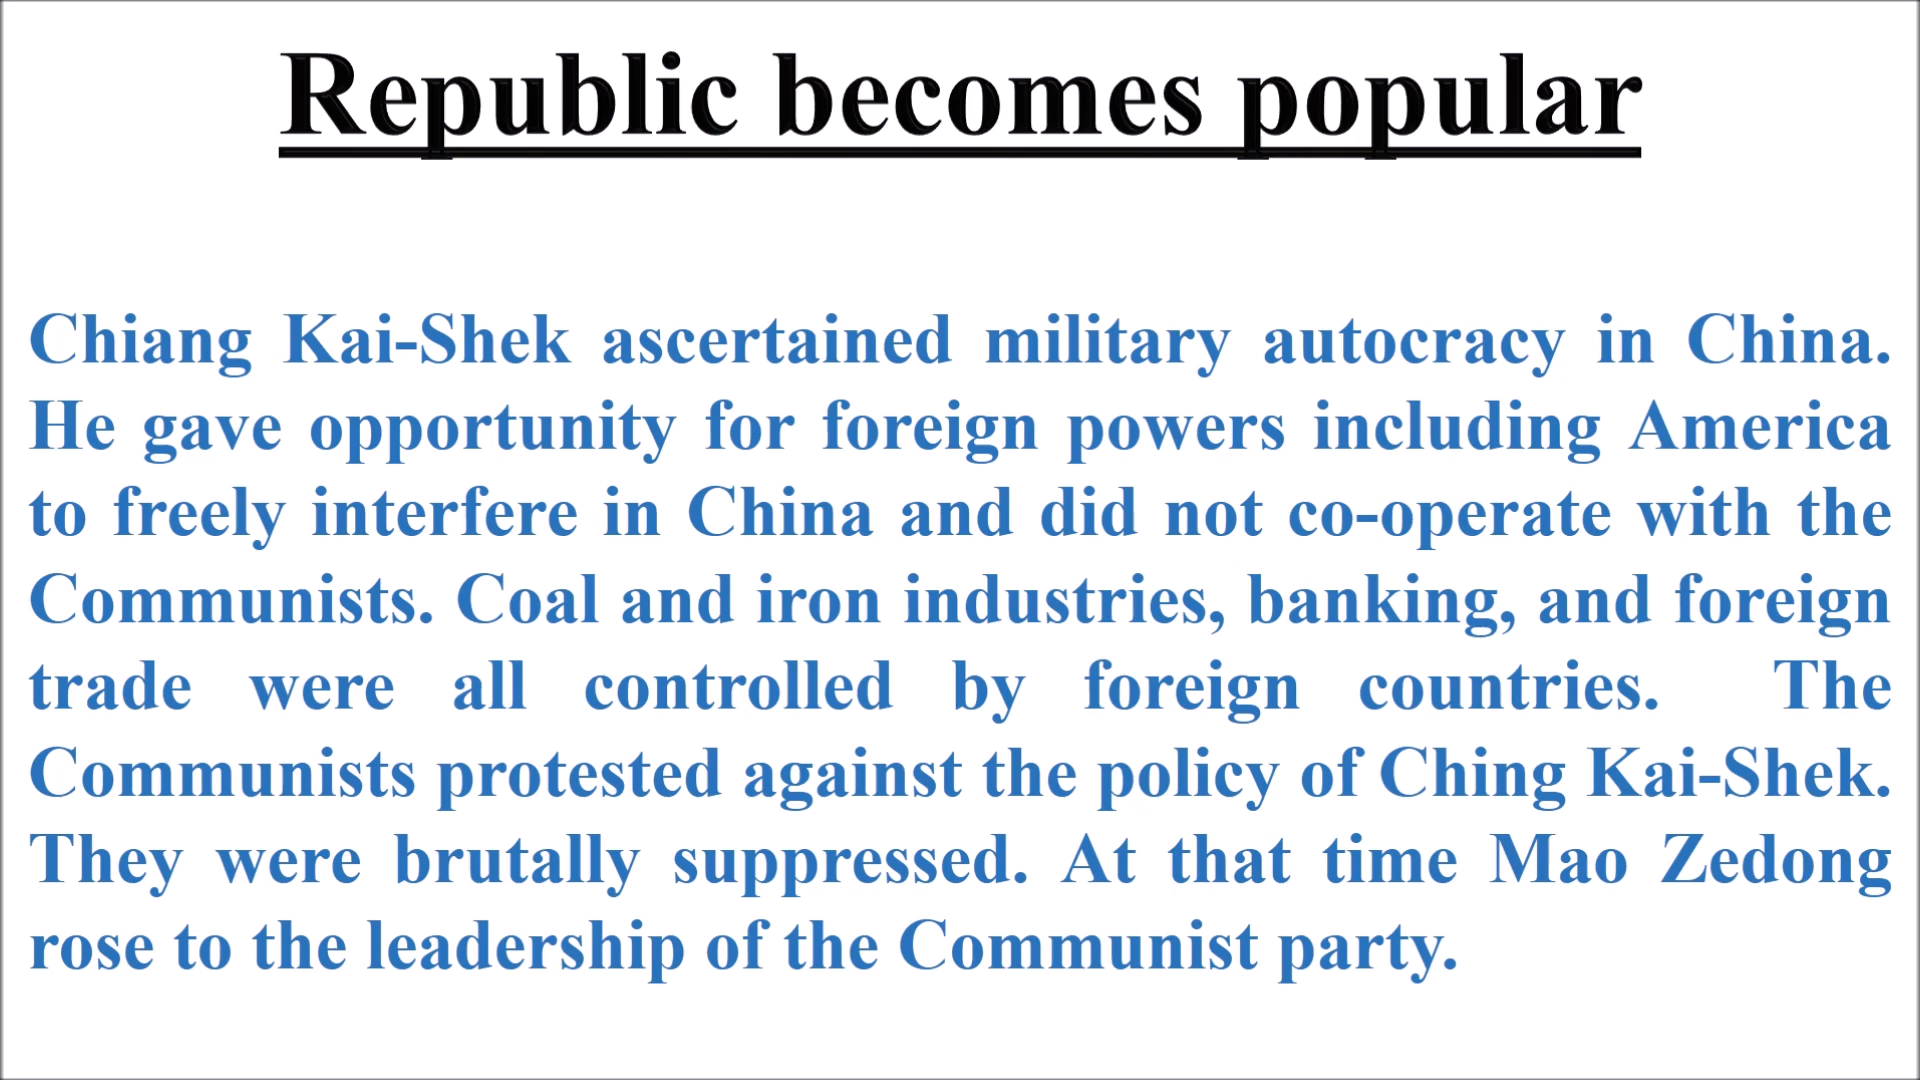 Republic becomes popular
Chiang Kai-Shek ascertained military autocracy in China.
He gave opportunity for foreign powers including America
to freely interfere in China and did not co-operate with the
Communists. Coal and iron industries, banking, and foreign
trade were all controlled by foreign countries. The
Communists protested against the policy of Ching Kai-Shek.
They were brutally suppressed. At that time Mao Zedong
rose to the leadership of the Communist party.